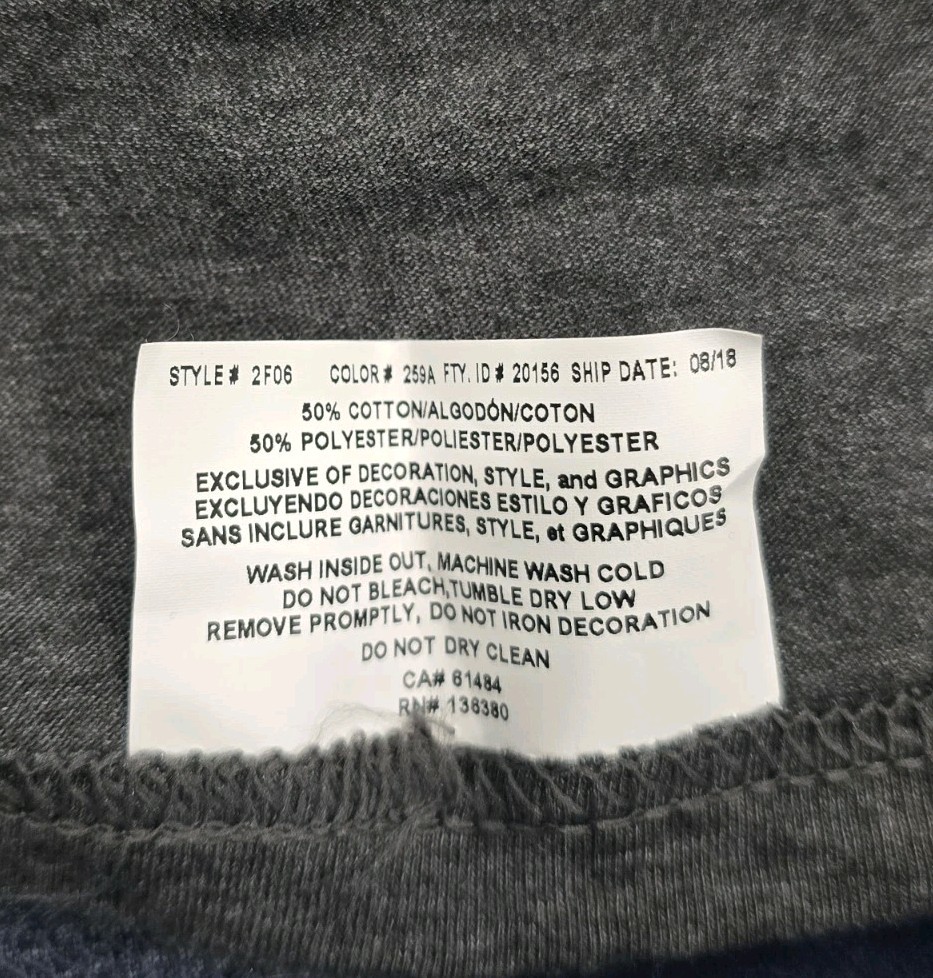 STYLE# 2F06 COLOR# 259A FTY. ID# 20156 SHIP DATE: 08/18
50% COTTON/ALGODÓN/COTON
50% POLYESTER/POLIESTER/POLYESTER
EXCLUSIVE OF DECORATION, STYLE, and GRAPHICS
EXCLUYENDO DECORACIONES ESTILO Y GRAFICOS
SANS INCLURE GARNITURES, STYLE, et GRAPHIQUES
WASH INSIDE OUT, MACHINE WASH COLD
DO NOT BLEACH,TUMBLE DRY LOW
REMOVE PROMPTLY, DO NOT IRON DECORATION
DO NOT DRY CLEAN
CA# 61484
RN# 136380